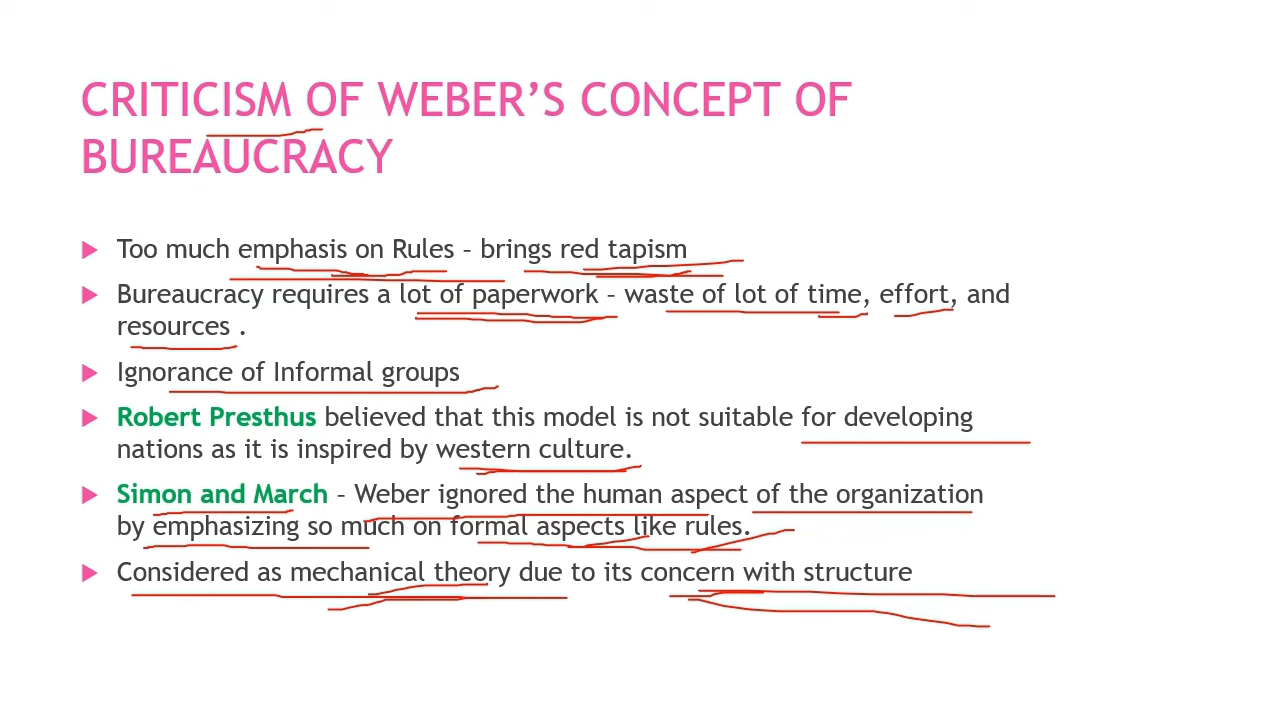 CRITICISM OF WEBER’S CONCEPT OF
BUREAUCRACY
Too much emphasis on Rules – brings red tapism
Bureaucracy requires a lot of paperwork – waste of lot of time, effort, and
resources .
Ignorance of Informal groups
Robert Presthus believed that this model is not suitable for developing
nations as it is inspired by western culture.
Simon and March – Weber ignored the human aspect of the organization
by emphasizing so much on formal aspects like rules.
Considered as mechanical theory due to its concern with structure